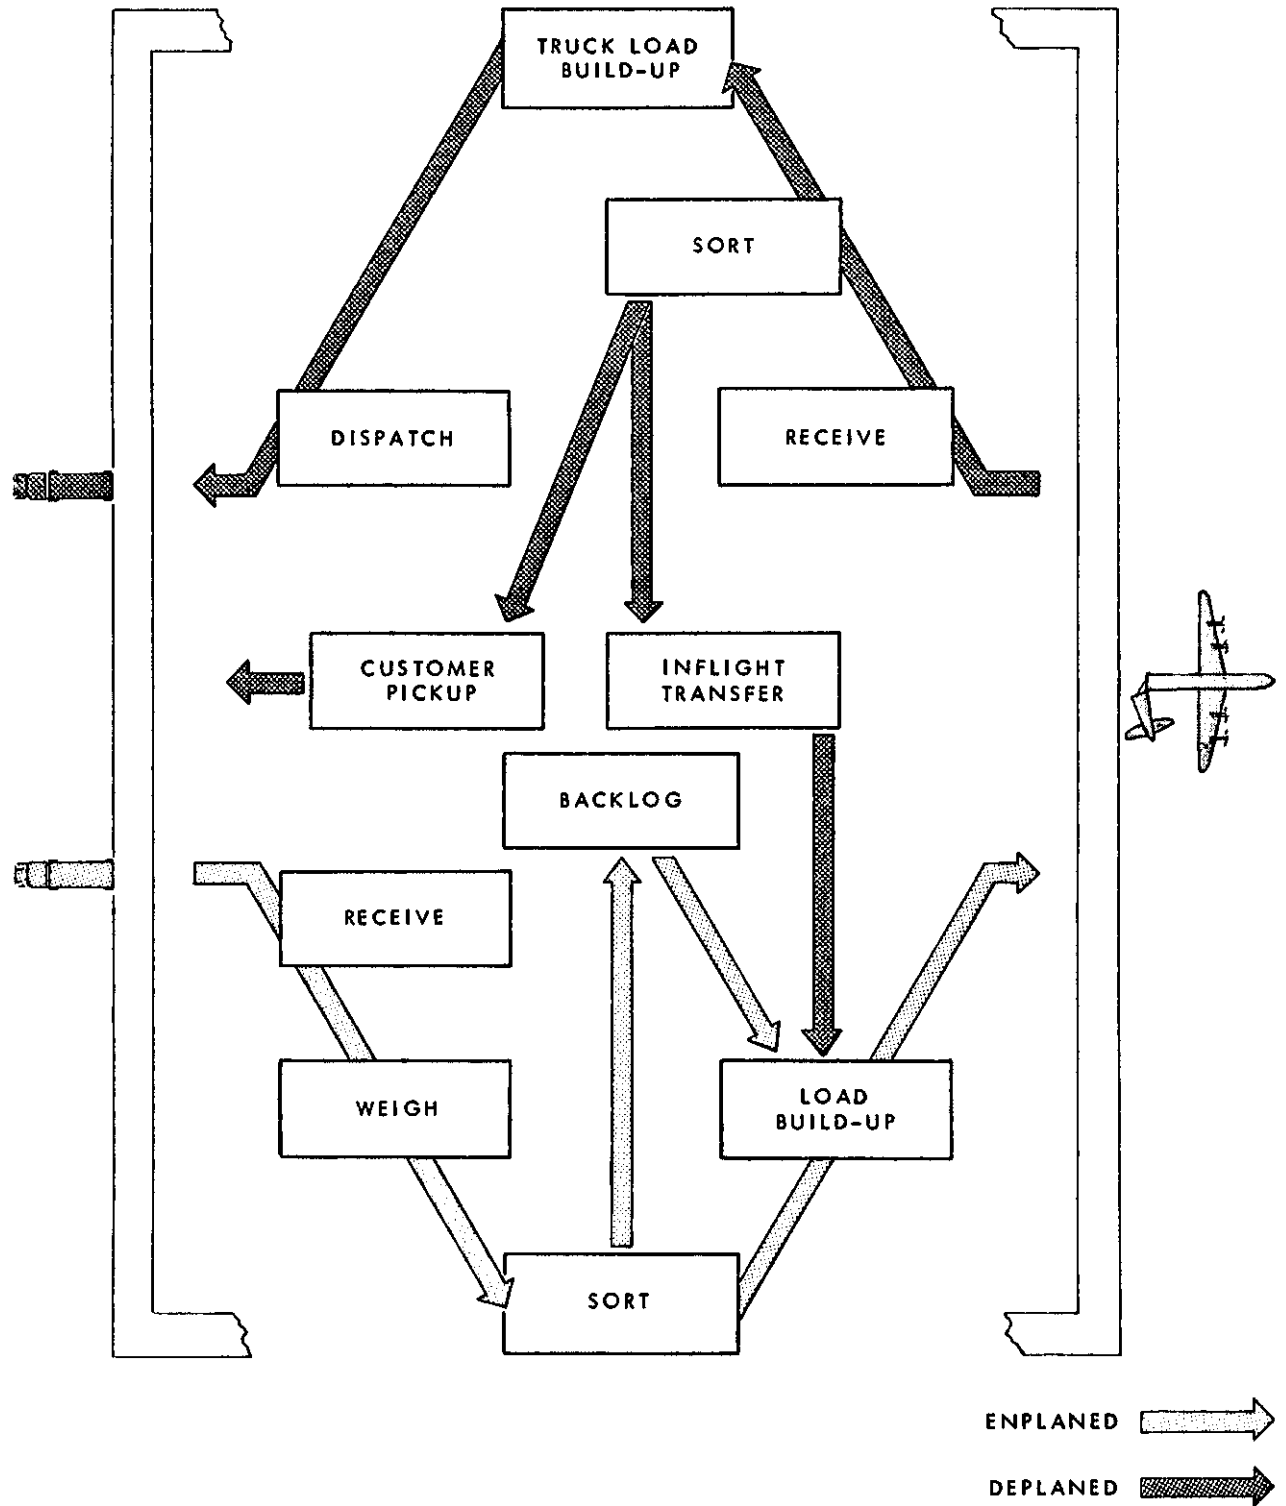 TRUCK LOAD
BUILD-UP
SORT
DISPATCH
RECEIVE
CUSTOMER
PICKUP
INFLIGHT
TRANSFER
BACKLOG
RECEIVE
WEIGH
LOAD
BUILD-UP
SORT
ENPLANED
DEPLANED